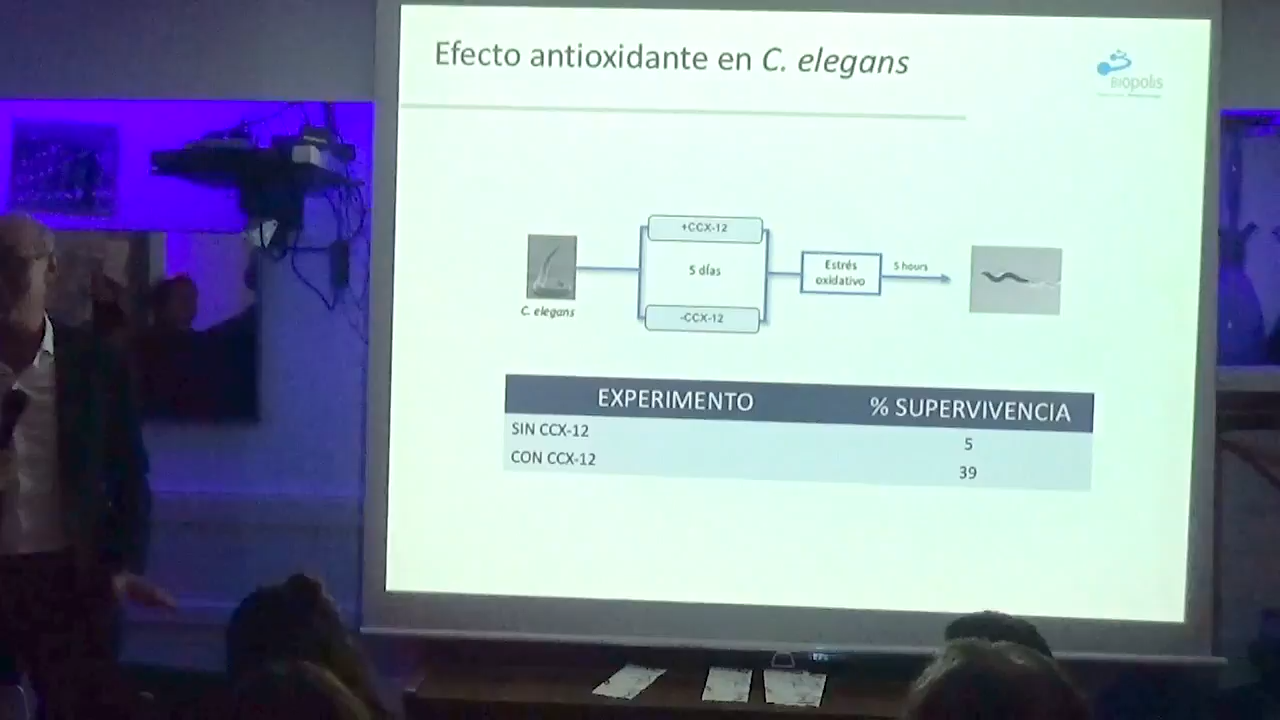 Efecto antioxidante en C. elegans
BIÓPOLIS
+CCX-12
5 días
-CCX-12
C. elegans
Estrés
oxidativo
5 hours
EXPERIMENTO % SUPERVIVENCIA
SIN CCX-12 5
CON CCX-12 39